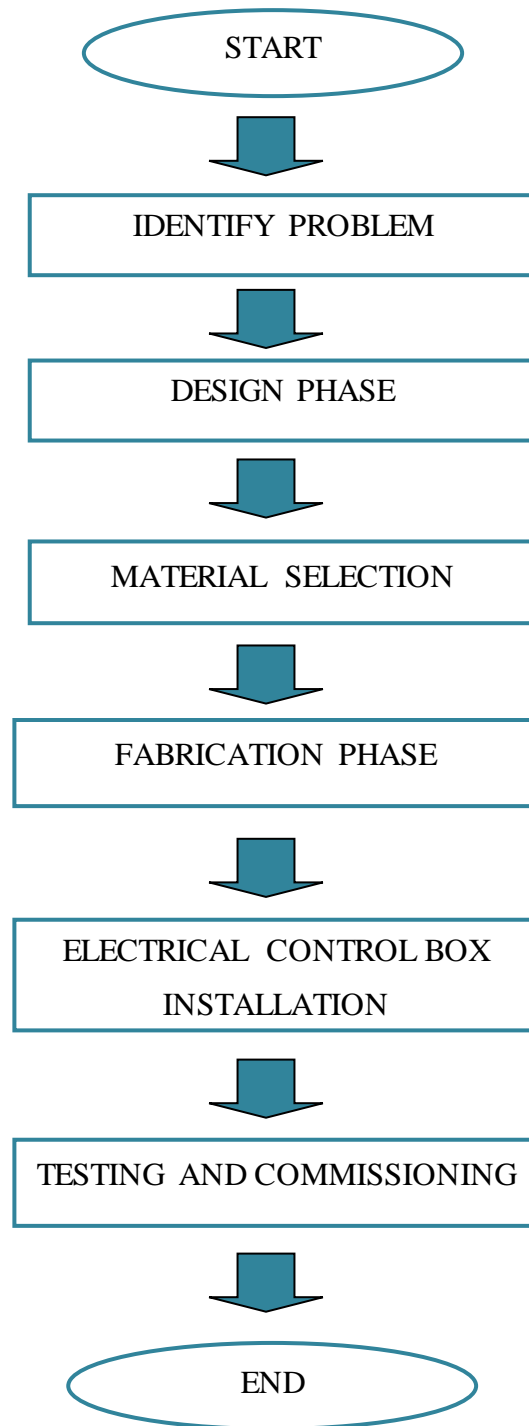 START
IDENTIFY PROBLEM
DESIGN PHASE
MATERIAL SELECTION
FABRICATION PHASE
ELECTRICAL CONTROL BOX
INSTALLATION
TESTING AND COMMISSIONING
END